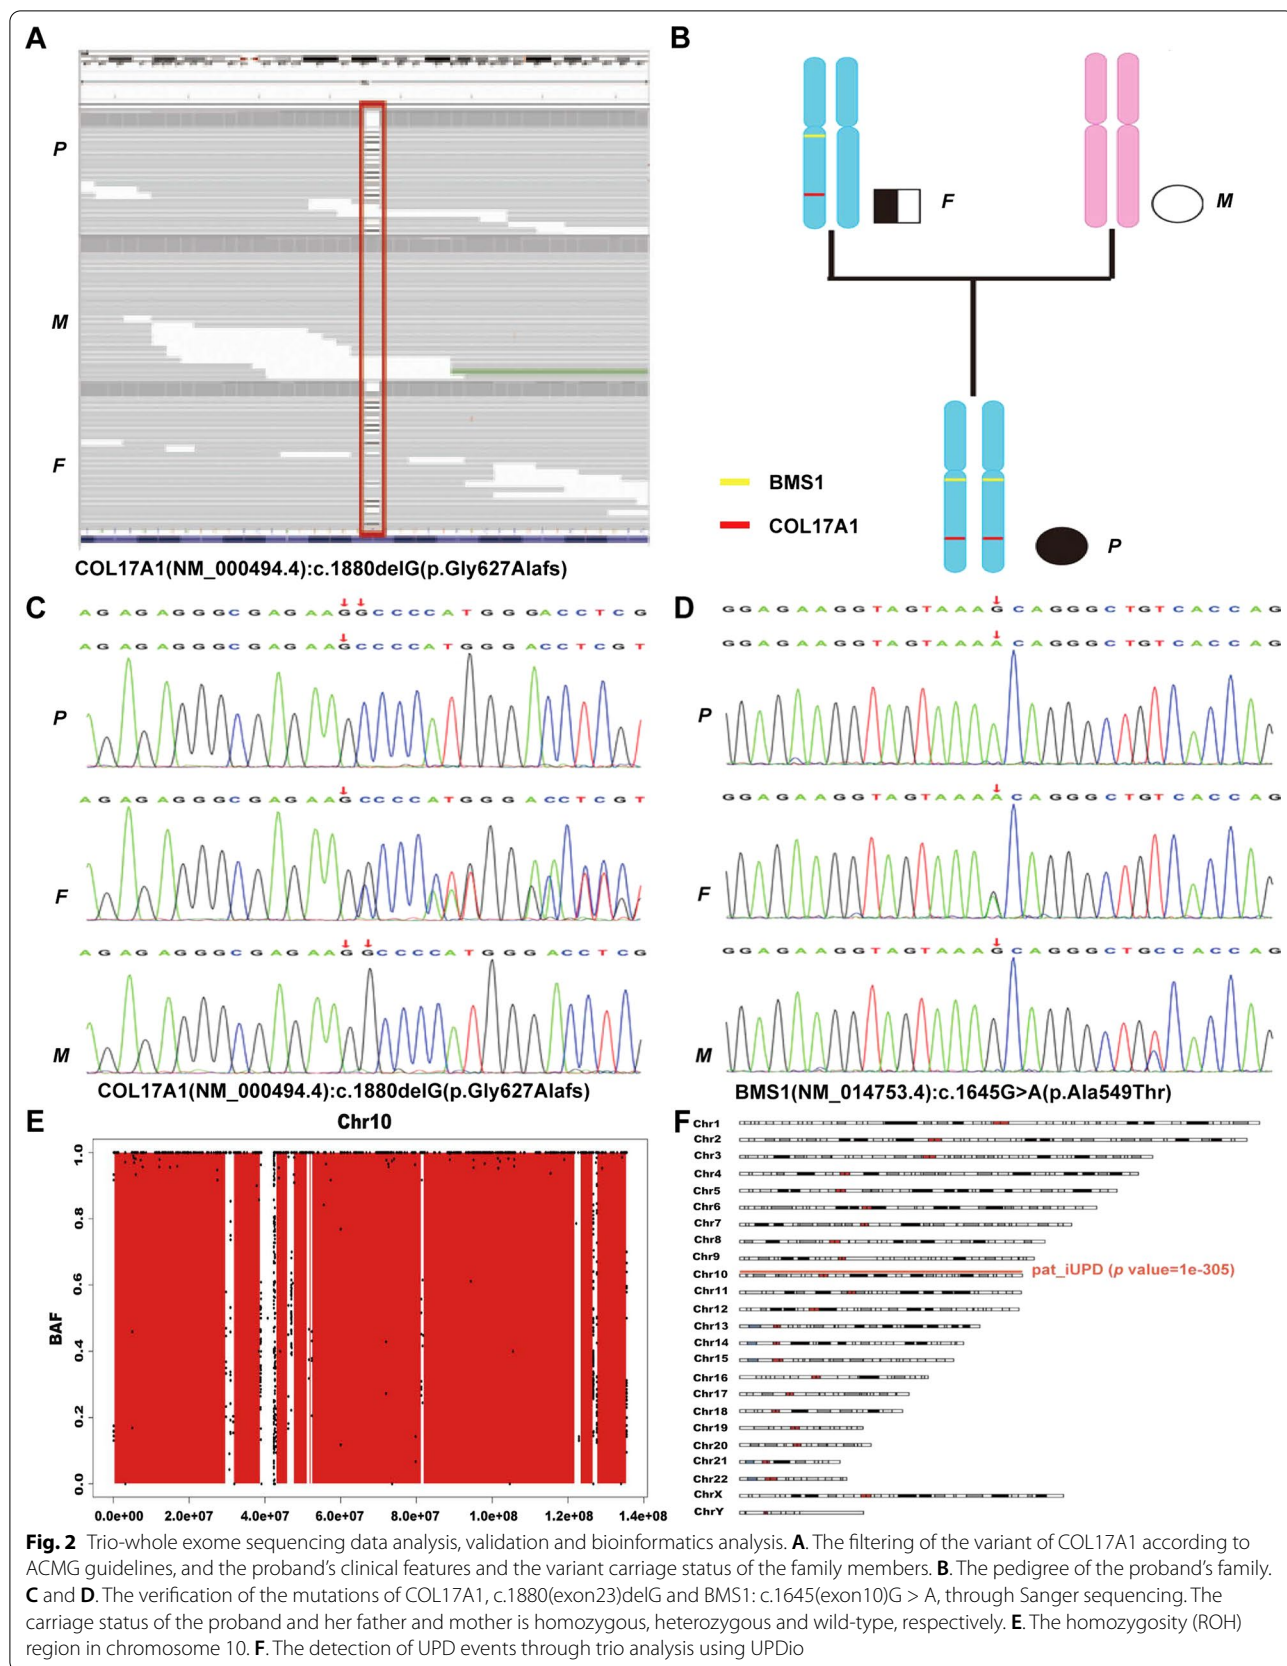 A
P
M
F
COL17A1(NM_000494.4):c.1880delG(p.Gly627Alafs)
B
F
M
BMS1
COL17A1
P
C
A G A G A G G G C G A G A A G G C C C C A T G G G A C C T C G
A G A G A G G G C G A G A A G C C C C A T G G G A C C T C G T
P
A G A G A G G G C G A G A A G C C C C A T G G G A C C T C G T
F
A G A G A G G G C G A G A A G G C C C C A T G G G A C C T C G
M
COL17A1(NM_000494.4):c.1880delG(p.Gly627Alafs)
D
G G A G A A G G T A G T A A A G C A G G G C T G T C A C C A G
G G A G A A G G T A G T A A A A C A G G G C T G T C A C C A G
P
G G A G A A G G T A G T A A A A C A G G G C T G T C A C C A G
F
G G A G A A G G T A G T A A A G C A G G G C T G C C A C C A G
M
BMS1(NM_014753.4):c.1645G>A(p.Ala549Thr)
E
Chr10
BAF
1.0
0.8
0.6
0.4
0.2
0.0
0.0e+00 2.0e+07 4.0e+07 6.0e+07 8.0e+07 1.0e+08 1.2e+08 1.4e+08
F
Chr1
Chr2
Chr3
Chr4
Chr5
Chr6
Chr7
Chr8
Chr9
Chr10 pat_iUPD (p value=1e-305)
Chr11
Chr12
Chr13
Chr14
Chr15
Chr16
Chr17
Chr18
Chr19
Chr20
Chr21
Chr22
ChrX
ChrY
Fig. 2 Trio-whole exome sequencing data analysis, validation and bioinformatics analysis. A. The filtering of the variant of COL17A1 according to
ACMG guidelines, and the proband's clinical features and the variant carriage status of the family members. B. The pedigree of the proband's family.
C and D. The verification of the mutations of COL17A1, c.1880(exon23)delG and BMS1: c.1645(exon10)G > A, through Sanger sequencing. The
carriage status of the proband and her father and mother is homozygous, heterozygous and wild-type, respectively. E. The homozygosity (ROH)
region in chromosome 10. F. The detection of UPD events through trio analysis using UPDio